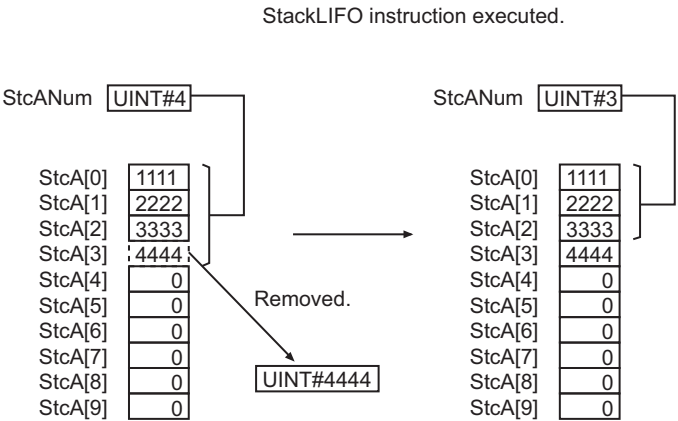 StackLIFO instruction executed.
StcANum UINT#4 StcANum UINT#3
StcA[0] 1111 StcA[0] 1111
StcA[1] 2222 StcA[1] 2222
StcA[2] 3333 StcA[2] 3333
StcA[3] 4444 StcA[3] 4444
StcA[4] 0 StcA[4] 0
StcA[5] 0 Removed. StcA[5] 0
StcA[6] 0 StcA[6] 0
StcA[7] 0 StcA[7] 0
StcA[8] 0 UINT#4444 StcA[8] 0
StcA[9] 0 StcA[9] 0